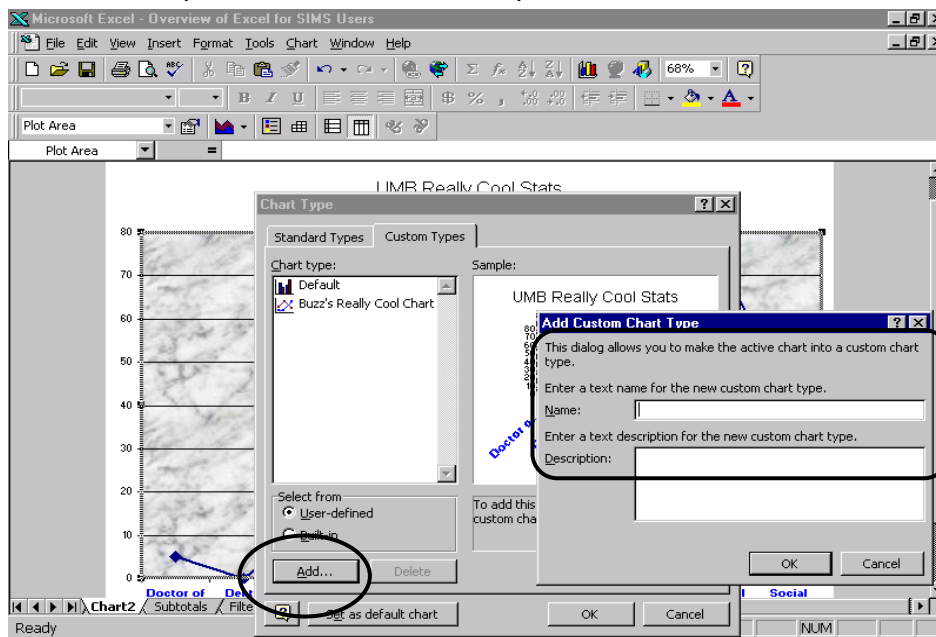 Microsoft Excel - Overview of Excel for SIMS Users
File Edit View Insert Format Tools Chart Window Help
68%
B I U $ % ,
Plot Area
Plot Area =
UMB Really Cool Stats
Chart Type
Standard Types Custom Types
Chart type:
Default
Buzz's Really Cool Chart
Sample:
UMB Really Cool Stats
80
70
60
50
40
30
20
10
0
Add Custom Chart Type
This dialog allows you to make the active chart into a custom chart
type.
Enter a text name for the new custom chart type.
Name:
Enter a text description for the new custom chart type.
Description:
OK Cancel
Select from
User-defined
Built-in
To add this
custom cha
Add... Delete
Set as default chart OK Cancel
Doctor of Social
Chart2 Subtotals Filte
Ready NUM